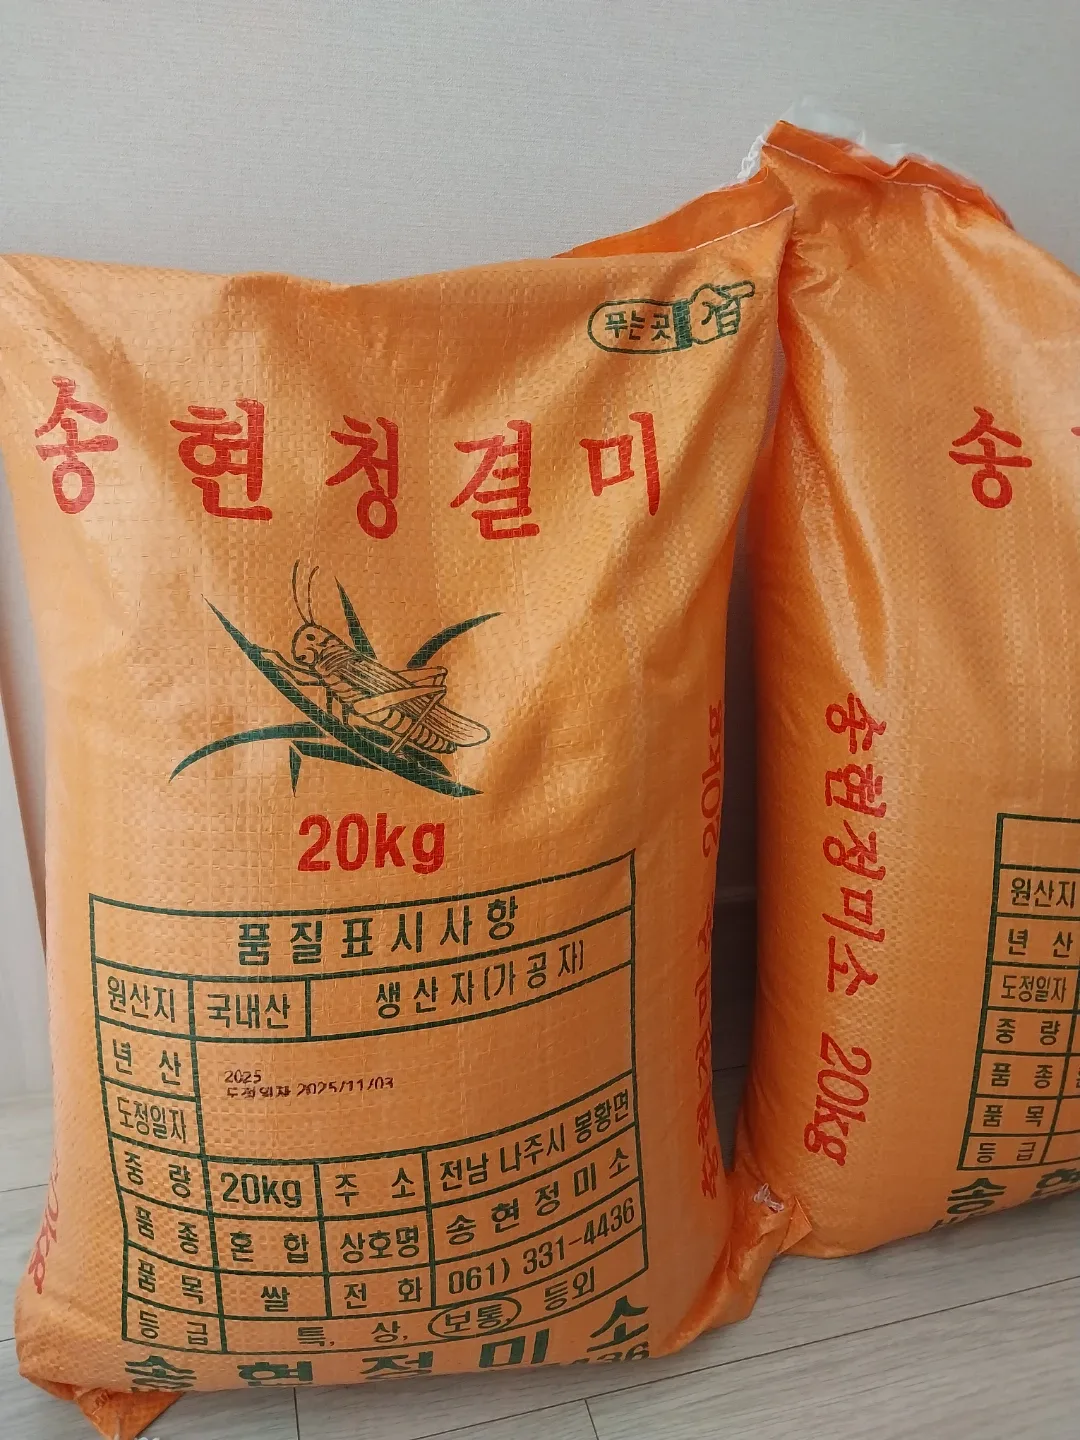 푸는곳
송현청결미
20kg
품질표시사항
원산지 국내산 생산자(가공자)
년산 2025
도정일자 2025/11/03
도정일자
중량 20kg 주소 전남 나주시 봉황면
품종 혼합 상호명 송현정미소
품목 쌀 전화 061) 331-4436
등급 특, 상, 보통, 등외
송현정미소
송
송현정미소 20kg
원산지
년산
도정일자
중량
품종
품목
등급